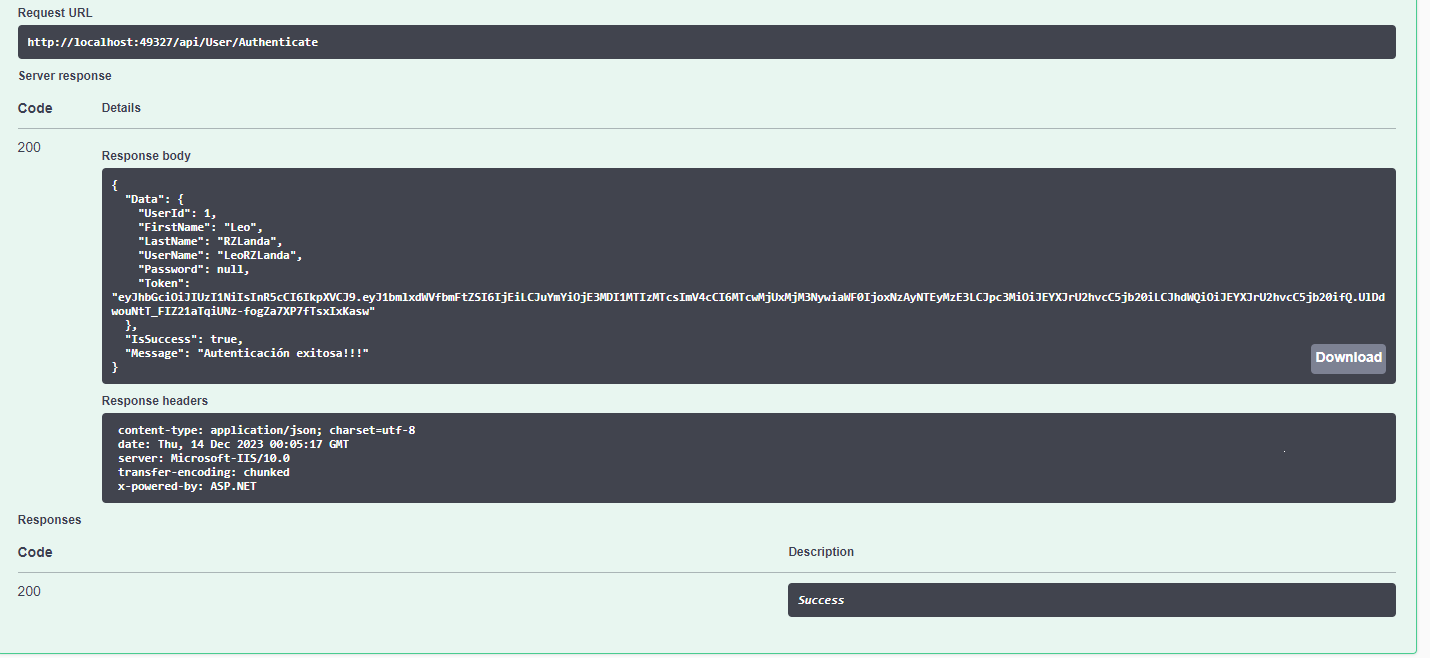 Request URL
http://localhost:49327/api/User/Authenticate
Server response
Code Details
200
Response body
{
"Data": {
"UserId": 1,
"FirstName": "Leo",
"LastName": "RZLanda",
"UserName": "LeoRZLanda",
"Password": null,
"Token":
"eyJhbGciOiJIUzI1NiIsInR5cCI6IkpXVCJ9.eyJ1bmlxdWVfbmFtZSI6IjEiLCJuYmYiOjE3MDI1MTIzMTcsImV4cCI6MTcwMjUxMjM3NywiaWF0IjoxNzAyNTEyMzE3LCJpc3MiOiJEYXJrU2hvcC5jb20iLCJhdWQiOiJEYXJrU2hvcC5jb20ifQ.UlDd
wouNtT_FIZ21aTqiUNz-fogZa7XP7fTsxIxKasw"
},
"IsSuccess": true,
"Message": "Autenticación exitosa!!!"
}
Download
Response headers
content-type: application/json; charset=utf-8
date: Thu, 14 Dec 2023 00:05:17 GMT
server: Microsoft-IIS/10.0
transfer-encoding: chunked
x-powered-by: ASP.NET
Responses
Code Description
200
Success